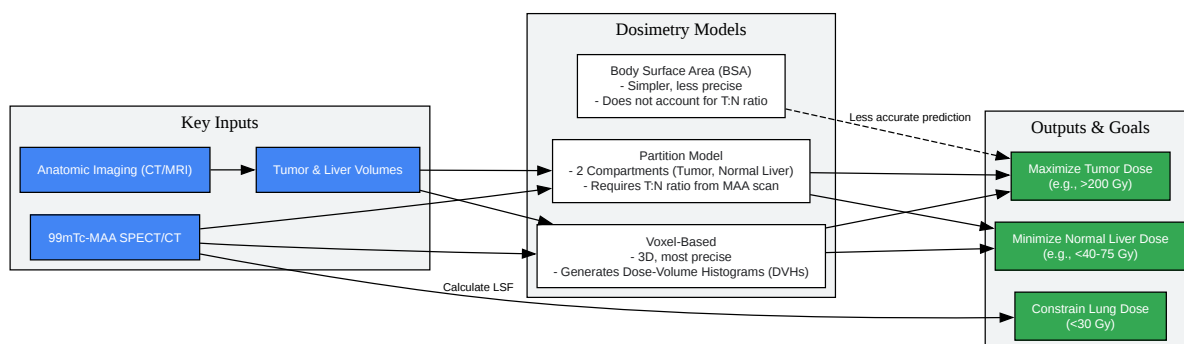 Key Inputs
Anatomic Imaging (CT/MRI)
Tumor & Liver Volumes
99mTc-MAA SPECT/CT
Dosimetry Models
Body Surface Area (BSA)
- Simpler, less precise
- Does not account for T:N ratio
Partition Model
- 2 Compartments (Tumor, Normal Liver)
- Requires T:N ratio from MAA scan
Voxel-Based
- 3D, most precise
- Generates Dose-Volume Histograms (DVHs)
Less accurate prediction
Calculate LSF
Outputs & Goals
Maximize Tumor Dose
(e.g., >200 Gy)
Minimize Normal Liver Dose
(e.g., <40-75 Gy)
Constrain Lung Dose
(<30 Gy)